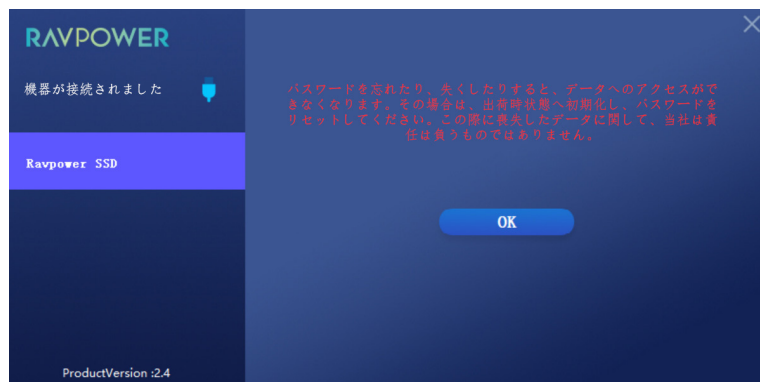 RAVPOWER
機器が接続されました
Ravpower SSD
ProductVersion :2.4
パスワードを忘れたり、失くしたりすると、データへのアクセスがで
きなくなります。その場合は、出荷時状態へ初期化し、パスワードを
リセットしてください。この際に喪失したデータに関して、当社は責
任は負うものではありません。
OK